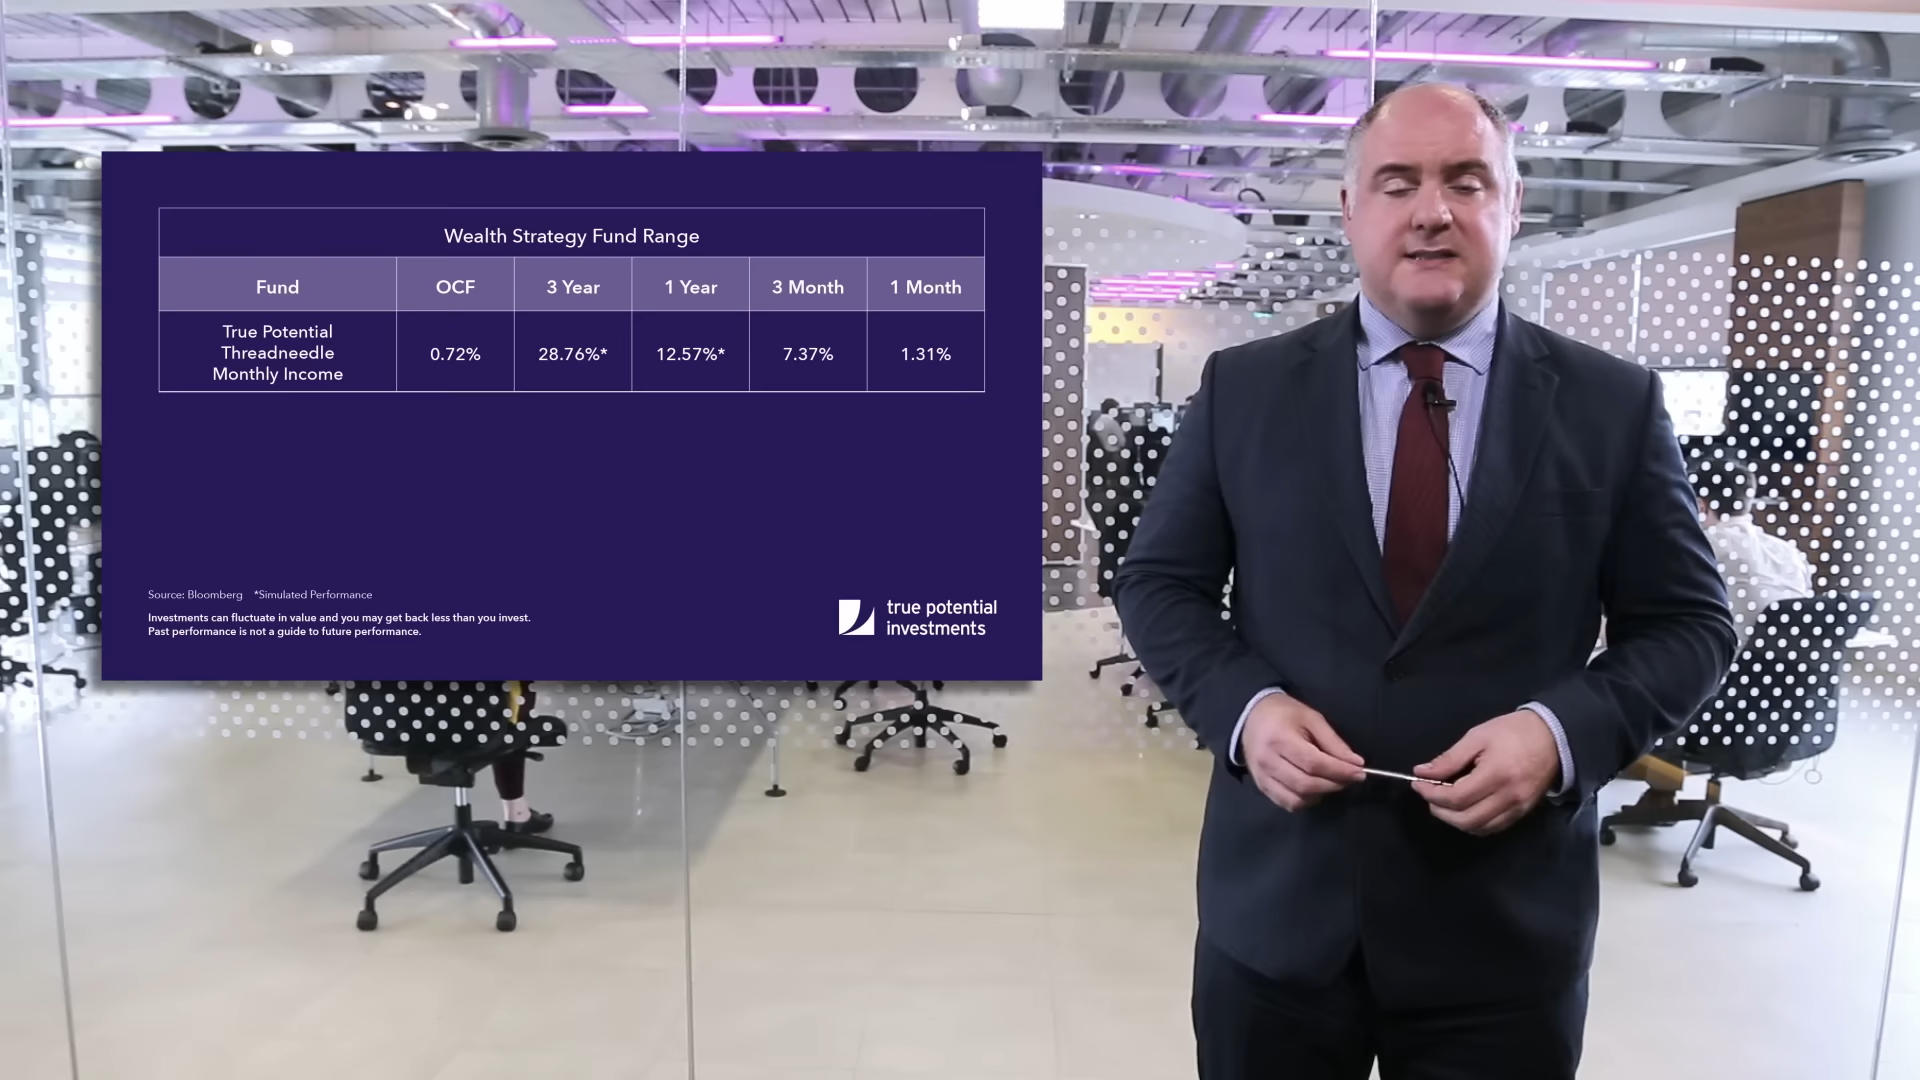 Wealth Strategy Fund Range
Fund OCF 3 Year 1 Year 3 Month 1 Month
True Potential
Threadneedle
Monthly Income
0.72% 28.76%* 12.57%* 7.37% 1.31%
Source: Bloomberg *Simulated Performance
Investments can fluctuate in value and you may get back less than you invest.
Past performance is not a guide to future performance.
true potential
investments